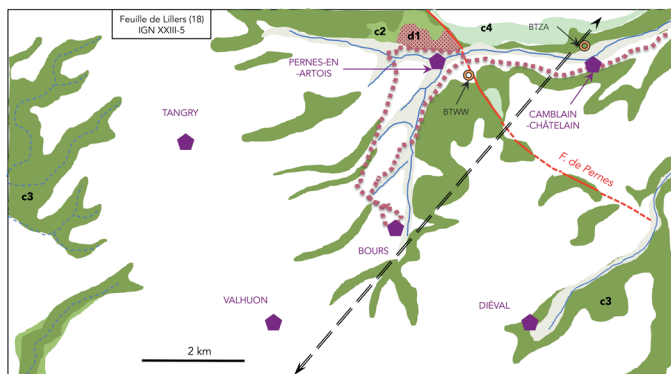 Feuille de Lillers (18)
IGN XXIII-5
c2
d1
c4
BTZA
PERNES-EN
-ARTOIS
TANGRY
BTWW
CAMBLAIN
-CHÂTELAIN
F. de Pernes
c3
BOURS
VALHUON
DIÉVAL
c3
2 km